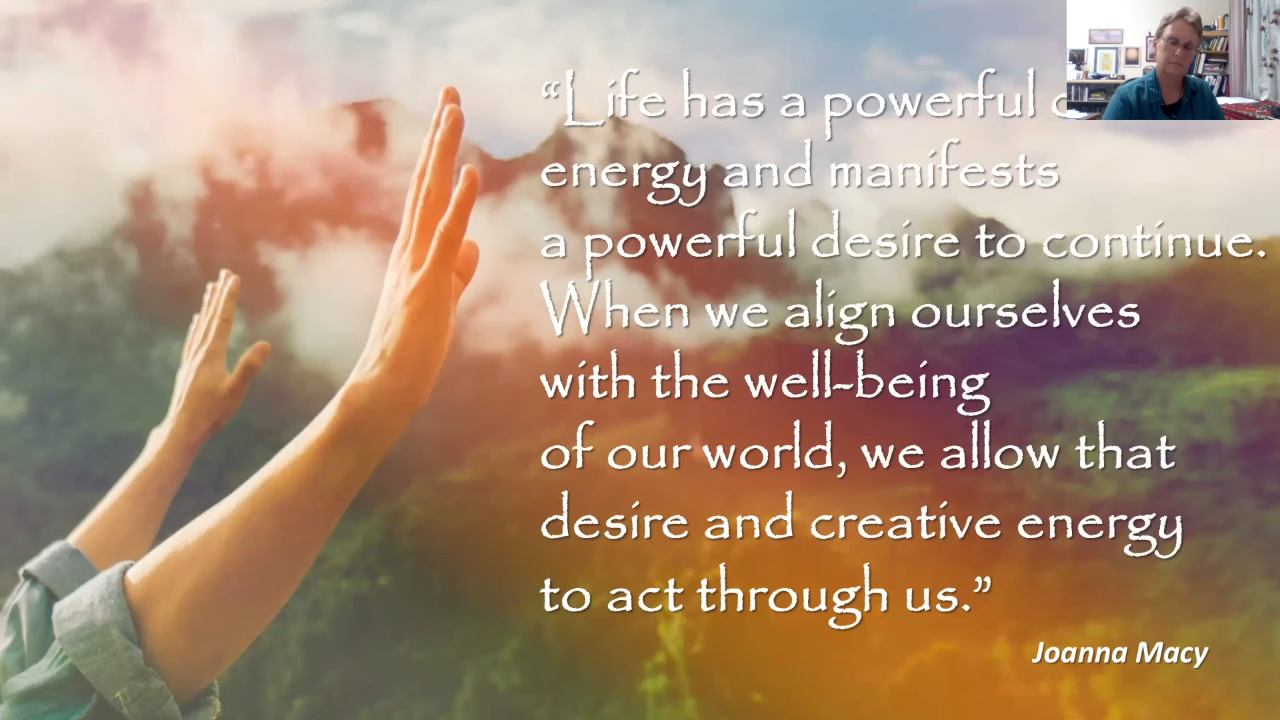 “Life has a powerful
energy and manifests
a powerful desire to continue.
When we align ourselves
with the well-being
of our world, we allow that
desire and creative energy
to act through us.”
Joanna Macy